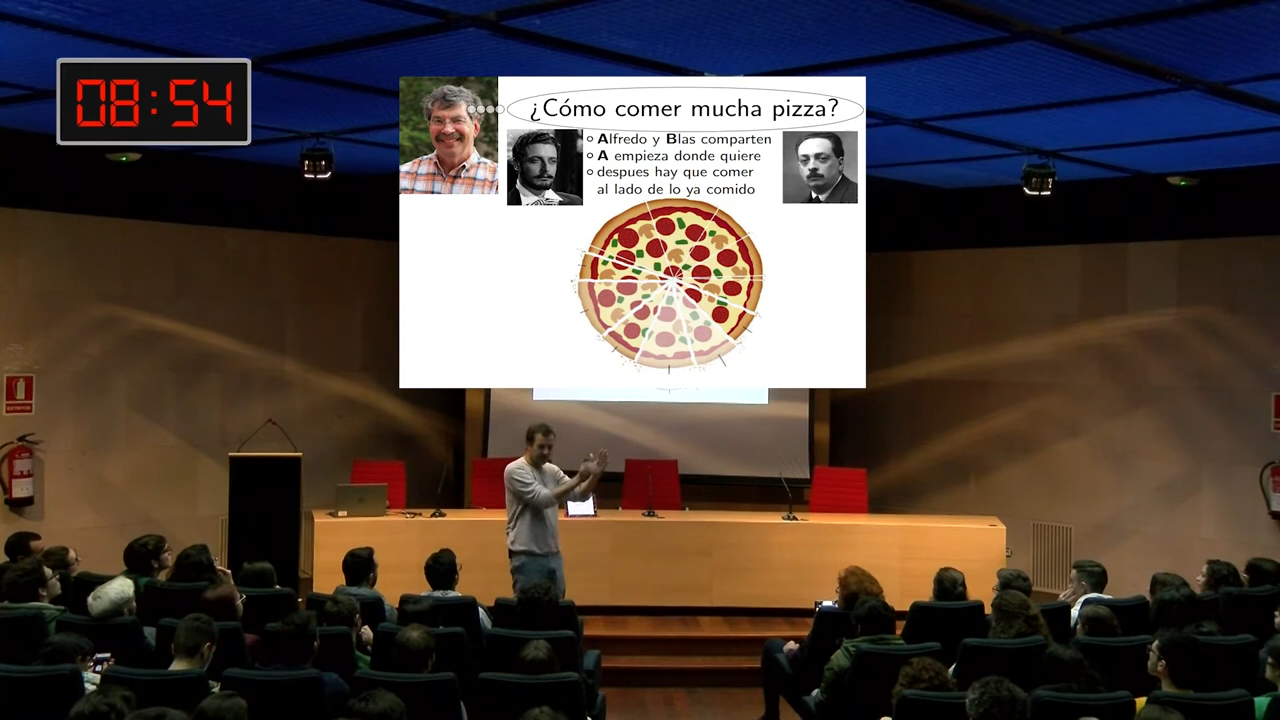 08:54
¿Cómo comer mucha pizza?
Alfredo y Blas comparten
A empieza donde quiere
despues hay que comer
al lado de lo ya comido